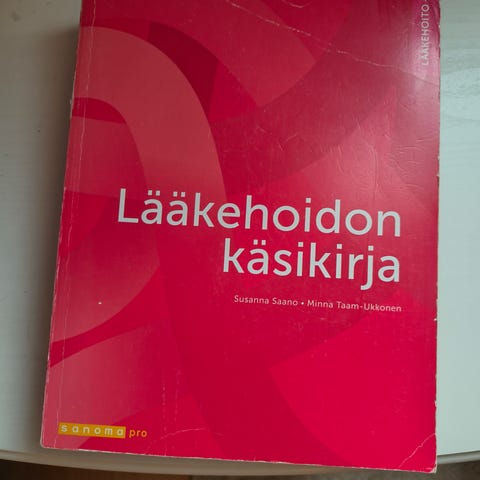 LÄÄKEHOITO
Lääkehoidon
käsikirja
Susanna Saano • Minna Taam-Ukkonen
sanoma pro